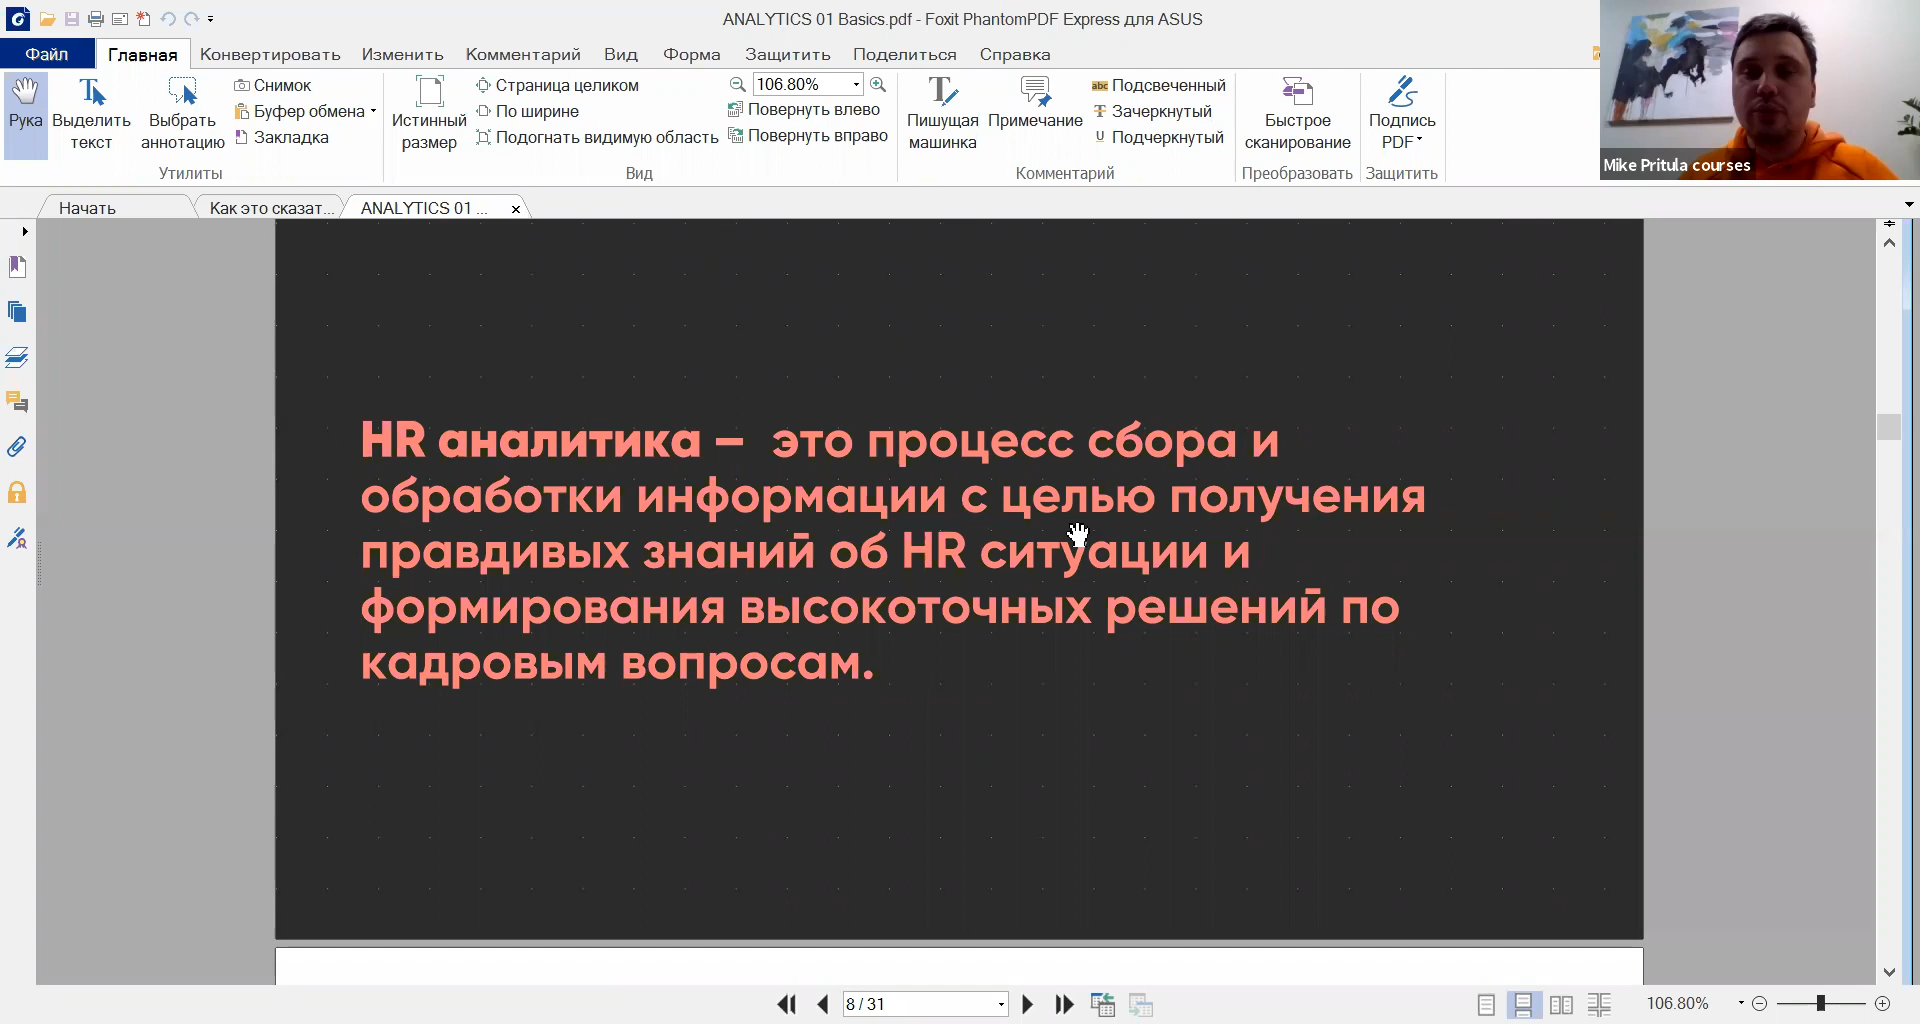 ANALYTICS 01 Basics.pdf - Foxit PhantomPDF Express для ASUS
Файл Главная Конвертировать Изменить Комментарий Вид Форма Защитить Поделиться Справка
Рука
Выделить текст
Выбрать аннотацию
Снимок
Буфер обмена
Закладка
Утилиты
Истинный размер
Страница целиком
По ширине
Подогнать видимую область
106.80%
Повернуть влево
Повернуть вправо
Вид
Пишущая машинка
Примечание
abc Подсвеченный
Зачеркнутый
Подчеркнутый
Комментарий
Быстрое сканирование
Преобразовать
Подпись PDF
Защитить
Mike Pritula courses
Начать Как это сказат... ANALYTICS 01 ...
HR аналитика – это процесс сбора и
обработки информации с целью получения
правдивых знаний об HR ситуации и
формирования высокоточных решений по
кадровым вопросам.
8 / 31
106.80%